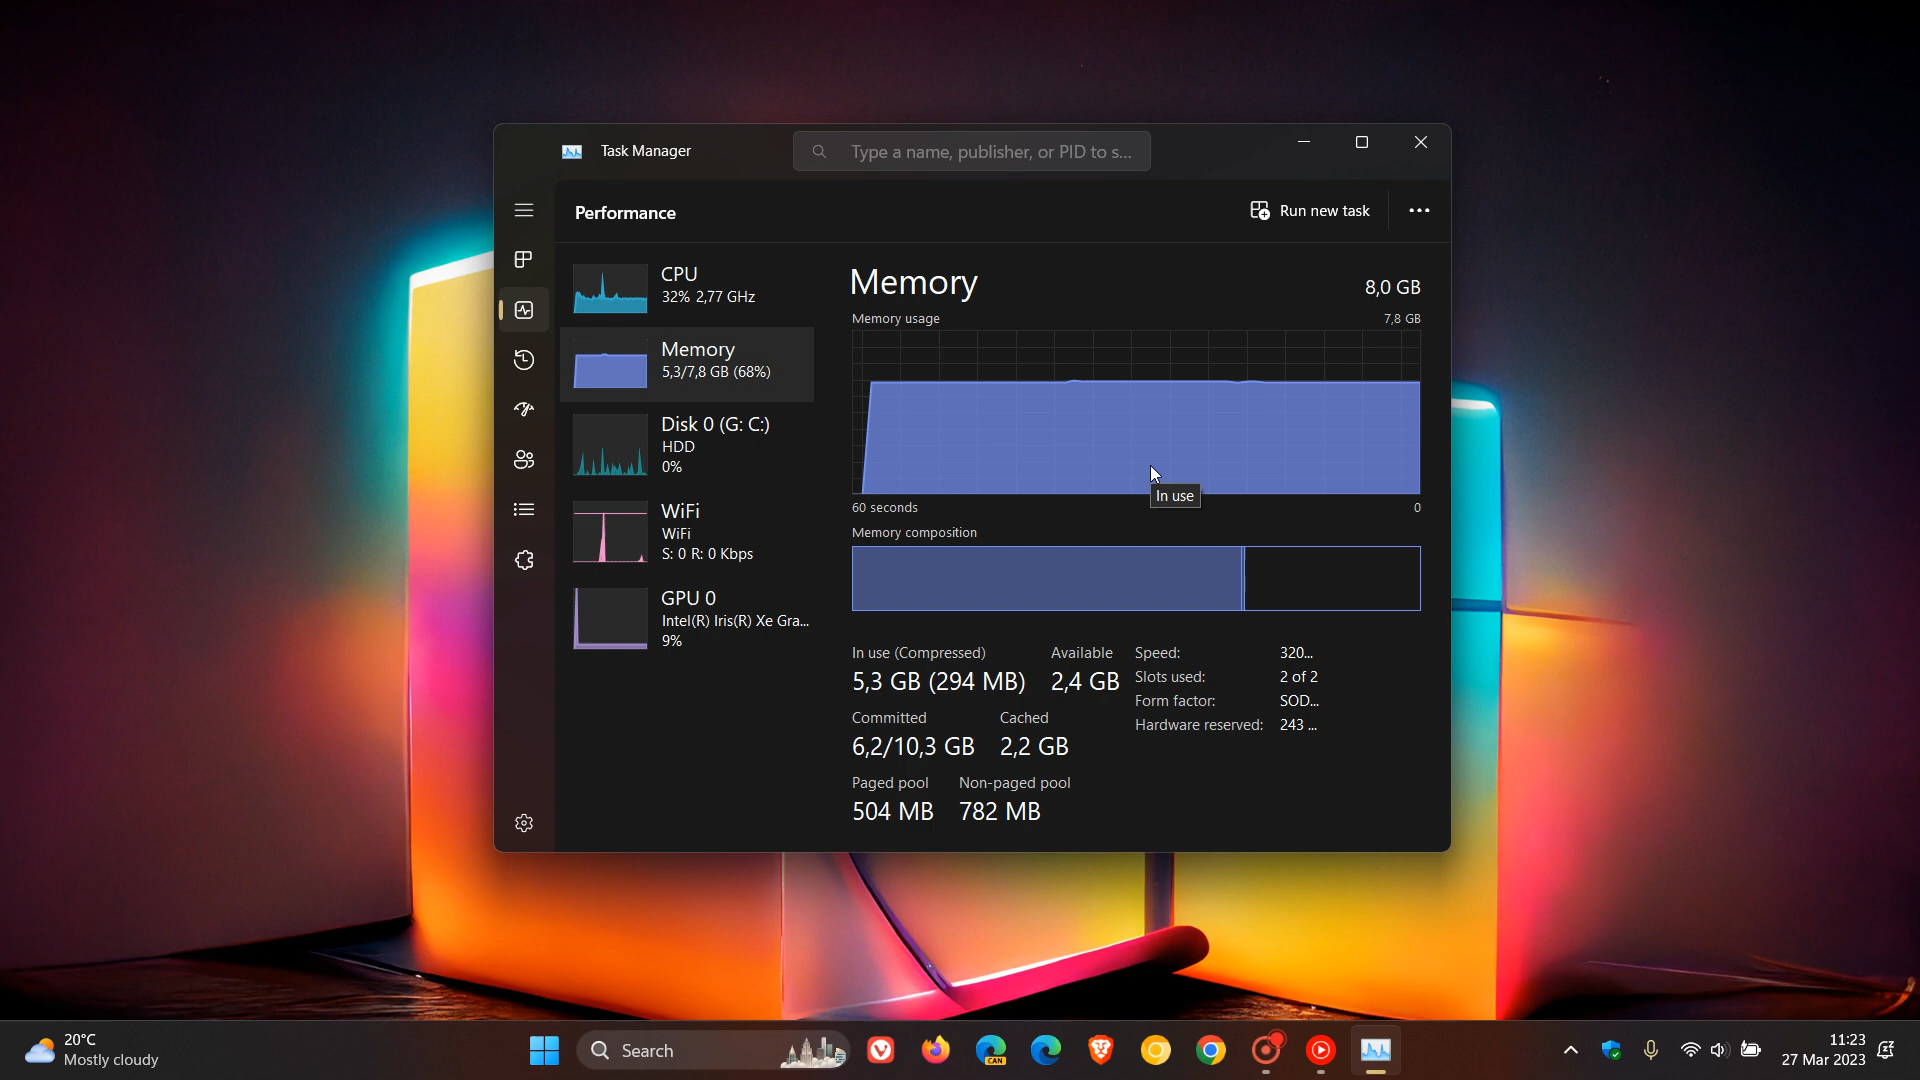 Task Manager
Type a name, publisher, or PID to s...
Performance
Run new task
CPU
32% 2,77 GHz
Memory
5,3/7,8 GB (68%)
Disk 0 (G: C:)
HDD
0%
WiFi
WiFi
S: 0 R: 0 Kbps
GPU 0
Intel(R) Iris(R) Xe Gra...
9%
Memory
8,0 GB
Memory usage
7,8 GB
In use
60 seconds
0
Memory composition
In use (Compressed)
5,3 GB (294 MB)
Available
2,4 GB
Committed
6,2/10,3 GB
Cached
2,2 GB
Paged pool
504 MB
Non-paged pool
782 MB
Speed: 320...
Slots used: 2 of 2
Form factor: SOD...
Hardware reserved: 243 ...
20°C
Mostly cloudy
Search
CAN
11:23
27 Mar 2023